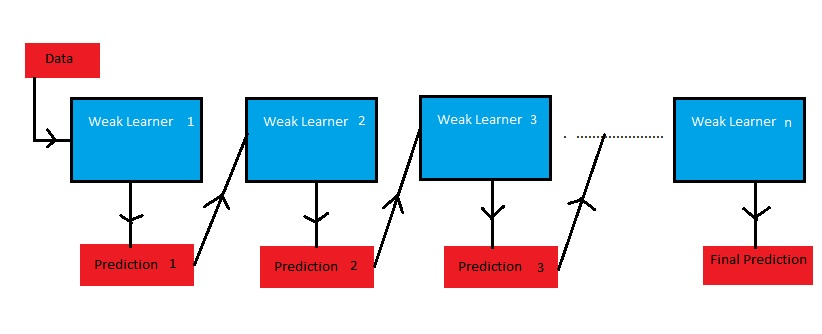 Data
Weak Learner 1
Weak Learner 2
Weak Learner 3
Weak Learner n
Prediction 1
Prediction 2
Prediction 3
Final Prediction